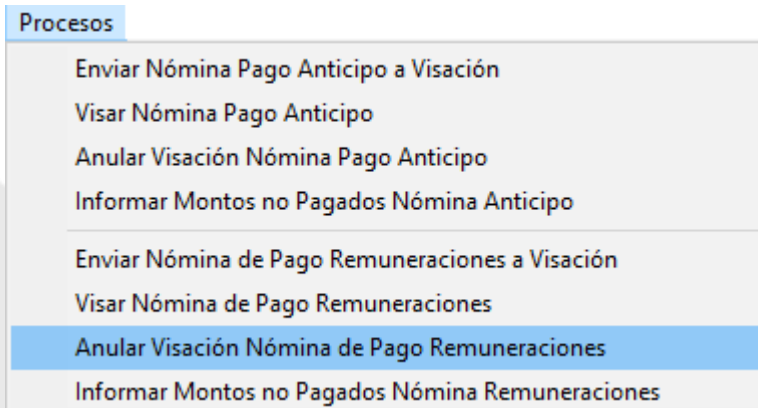 Procesos
Enviar Nómina Pago Anticipo a Visación
Visar Nómina Pago Anticipo
Anular Visación Nómina Pago Anticipo
Informar Montos no Pagados Nómina Anticipo
Enviar Nómina de Pago Remuneraciones a Visación
Visar Nómina de Pago Remuneraciones
Anular Visación Nómina de Pago Remuneraciones
Informar Montos no Pagados Nómina Remuneraciones